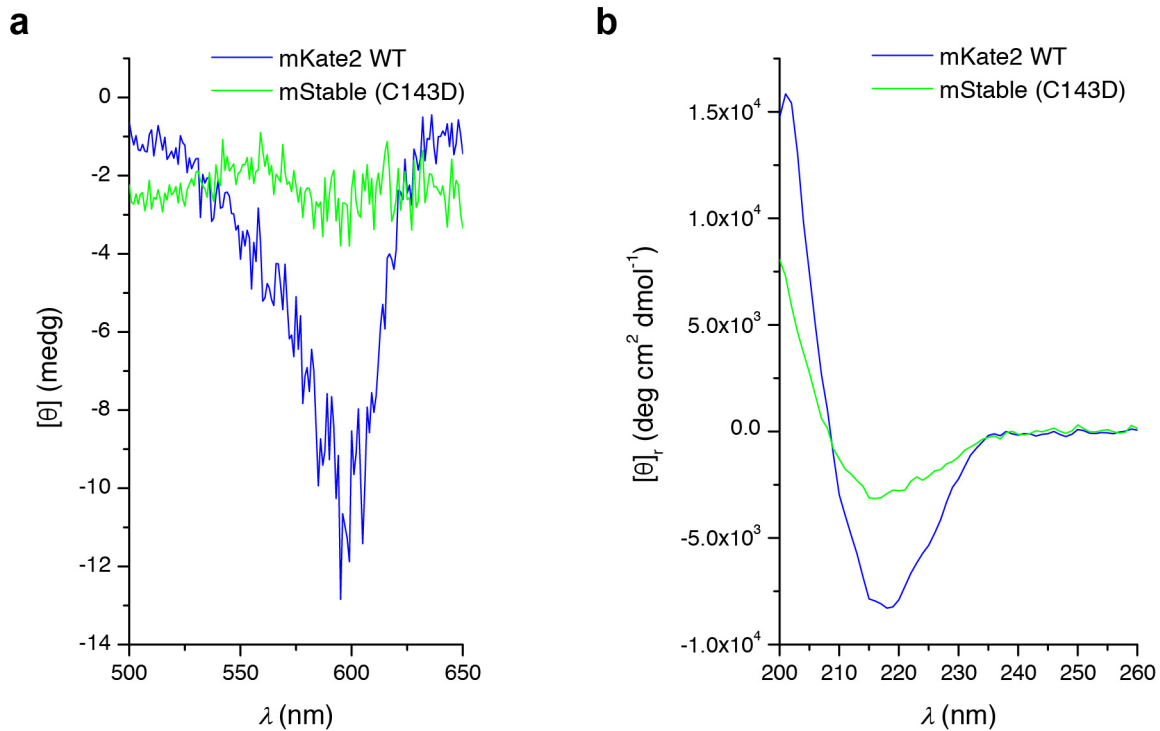 a
mKate2 WT
mStable (C143D)
0
-2
-4
-6
-8
-10
-12
-14
[θ] (medg)
500 550 600 650
λ (nm)
b
mKate2 WT
mStable (C143D)
1.5x10⁴
1.0x10⁴
5.0x10³
0.0
-5.0x10³
-1.0x10⁴
[θ]ᵣ (deg cm² dmol⁻¹)
200 210 220 230 240 250 260
λ (nm)